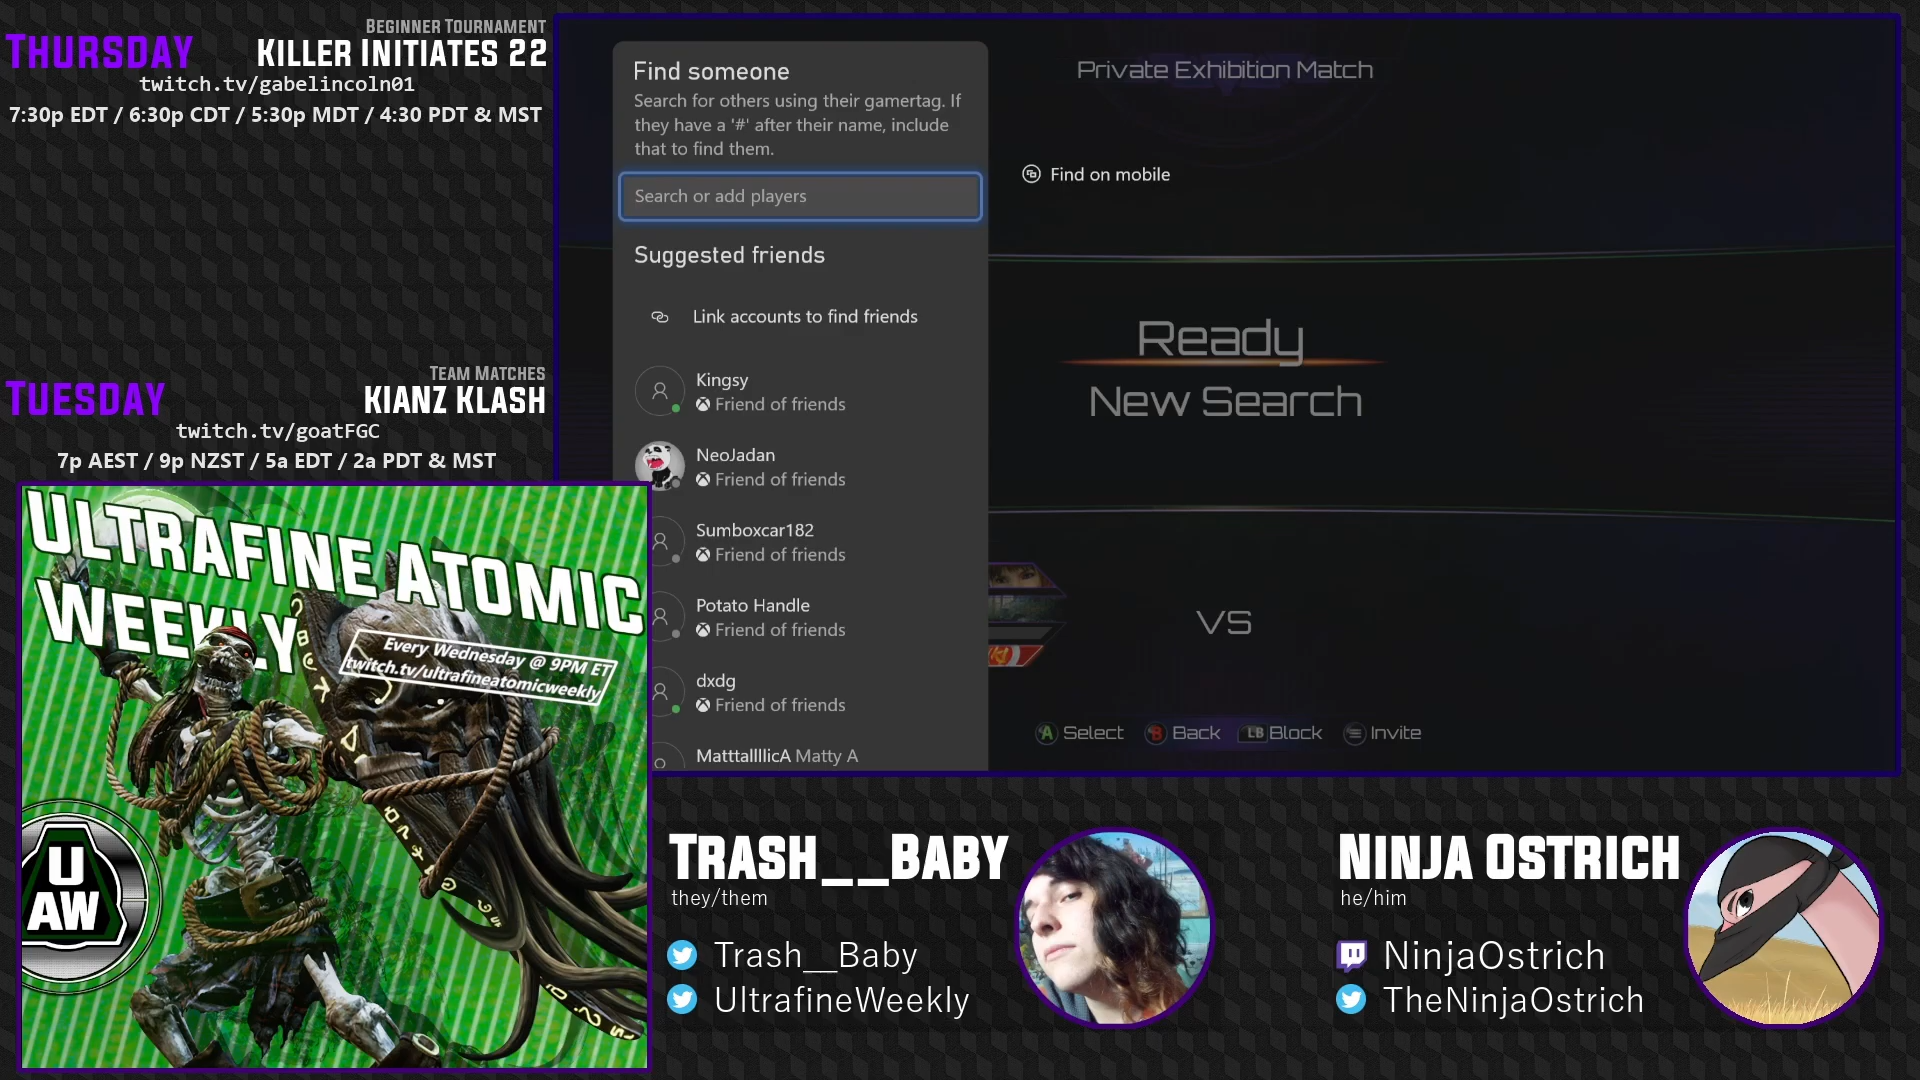 Beginner Tournament
Thursday
Killer Initiates 22
twitch.tv/gabelincoln01
7:30p EDT / 6:30p CDT / 5:30p MDT / 4:30 PDT & MST
Team Matches
Tuesday
KIANZ Klash
twitch.tv/goatFGC
7p AEST / 9p NZST / 5a EDT / 2a PDT & MST
Ultrafine Atomic
Weekly
Every Wednesday @ 9PM ET
twitch.tv/ultrafineatomicweekly
U
AW
Find someone
Search for others using their gamertag. If
they have a '#' after their name, include
that to find them.
Search or add players
Suggested friends
Link accounts to find friends
Kingsy
Friend of friends
NeoJadan
Friend of friends
Sumboxcar182
Friend of friends
Potato Handle
Friend of friends
dxdg
Friend of friends
MatttallllicA Matty A
Private Exhibition Match
Find on mobile
Ready
New Search
VS
A Select B Back LB Block Invite
Trash__Baby
they/them
Trash__Baby
UltrafineWeekly
Ninja Ostrich
he/him
NinjaOstrich
TheNinjaOstrich